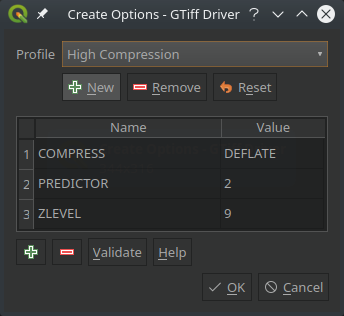 Create Options - GTiff Driver
Profile High Compression
New Remove Reset
Name Value
1 COMPRESS DEFLATE
2 PREDICTOR 2
3 ZLEVEL 9
Validate Help
OK Cancel